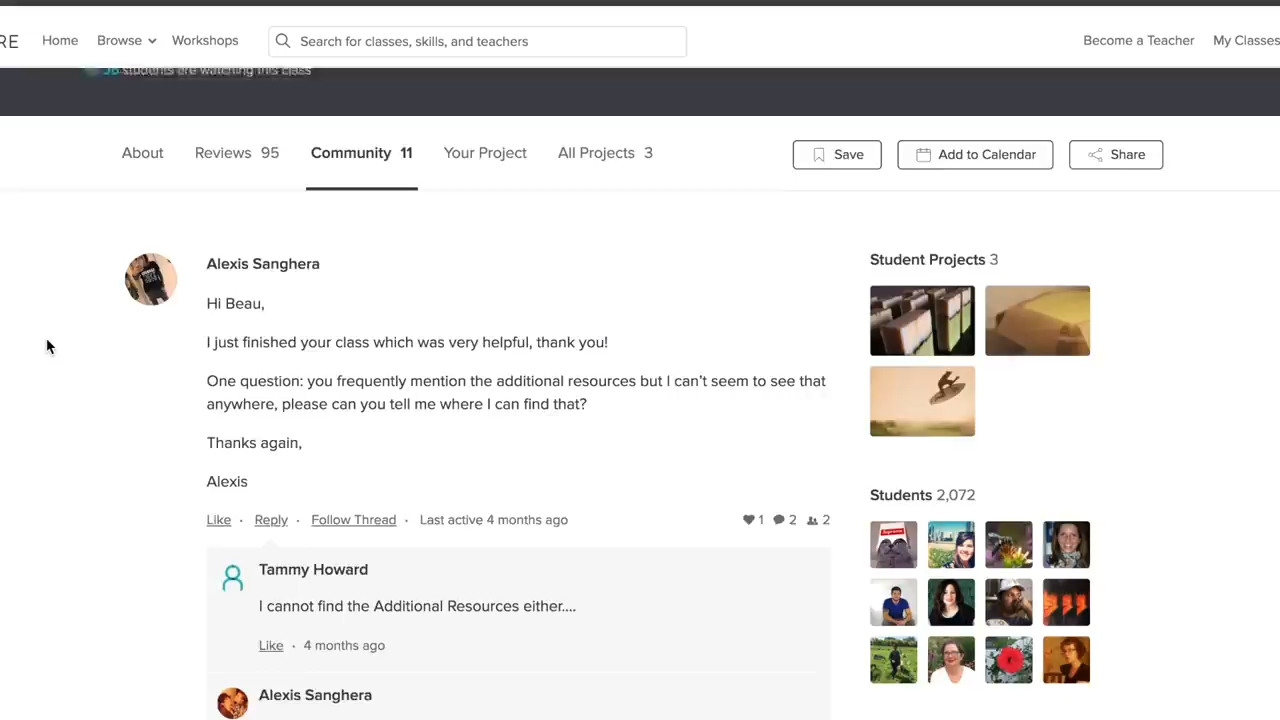 RE Home Browse Workshops Search for classes, skills, and teachers Become a Teacher My Classes
students are watching this class
About Reviews 95 Community 11 Your Project All Projects 3 Save Add to Calendar Share
Alexis Sanghera
Hi Beau,
I just finished your class which was very helpful, thank you!
One question: you frequently mention the additional resources but I can't seem to see that
anywhere, please can you tell me where I can find that?
Thanks again,
Alexis
Like · Reply · Follow Thread · Last active 4 months ago 1 2 2
Tammy Howard
I cannot find the Additional Resources either....
Like · 4 months ago
Alexis Sanghera
Student Projects 3
Students 2,072